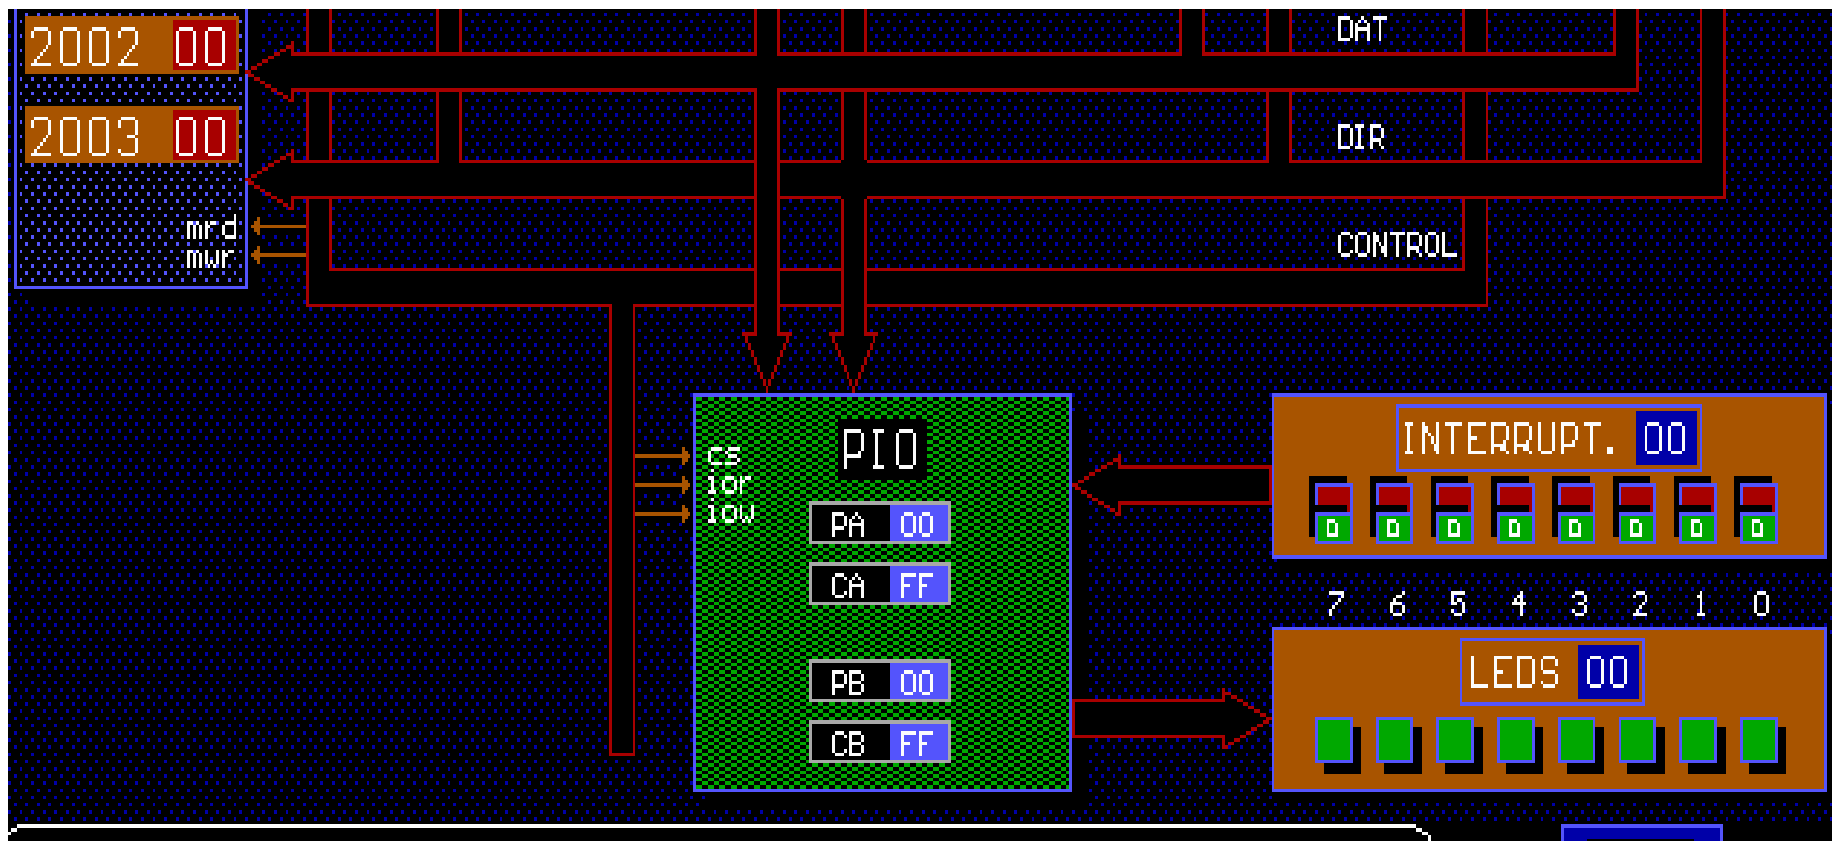 DAT
2002 00
2003 00
DIR
mrd
mwr
CONTROL
PIO
cs
ior
iow
PA 00
CA FF
PB 00
CB FF
INTERRUPT. 00
0 0 0 0 0 0 0 0
7 6 5 4 3 2 1 0
LEDS 00